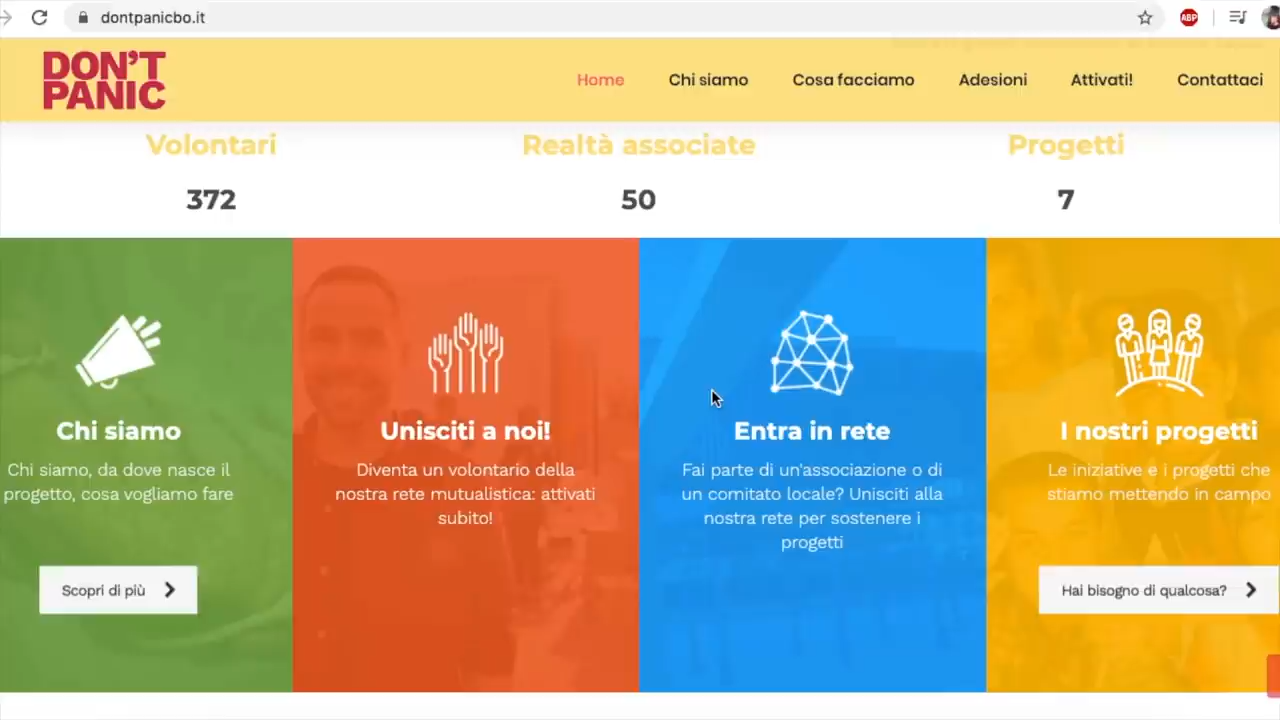 dontpanicbo.it
ABP
DON'T
PANIC
Home
Chi siamo
Cosa facciamo
Adesioni
Attivati!
Contattaci
Volontari
372
Realtà associate
50
Progetti
7
Chi siamo
Chi siamo, da dove nasce il
progetto, cosa vogliamo fare
Scopri di più
Unisciti a noi!
Diventa un volontario della
nostra rete mutualistica: attivati
subito!
Entra in rete
Fai parte di un'associazione o di
un comitato locale? Unisciti alla
nostra rete per sostenere i
progetti
I nostri progetti
Le iniziative e i progetti che
stiamo mettendo in campo
Hai bisogno di qualcosa?